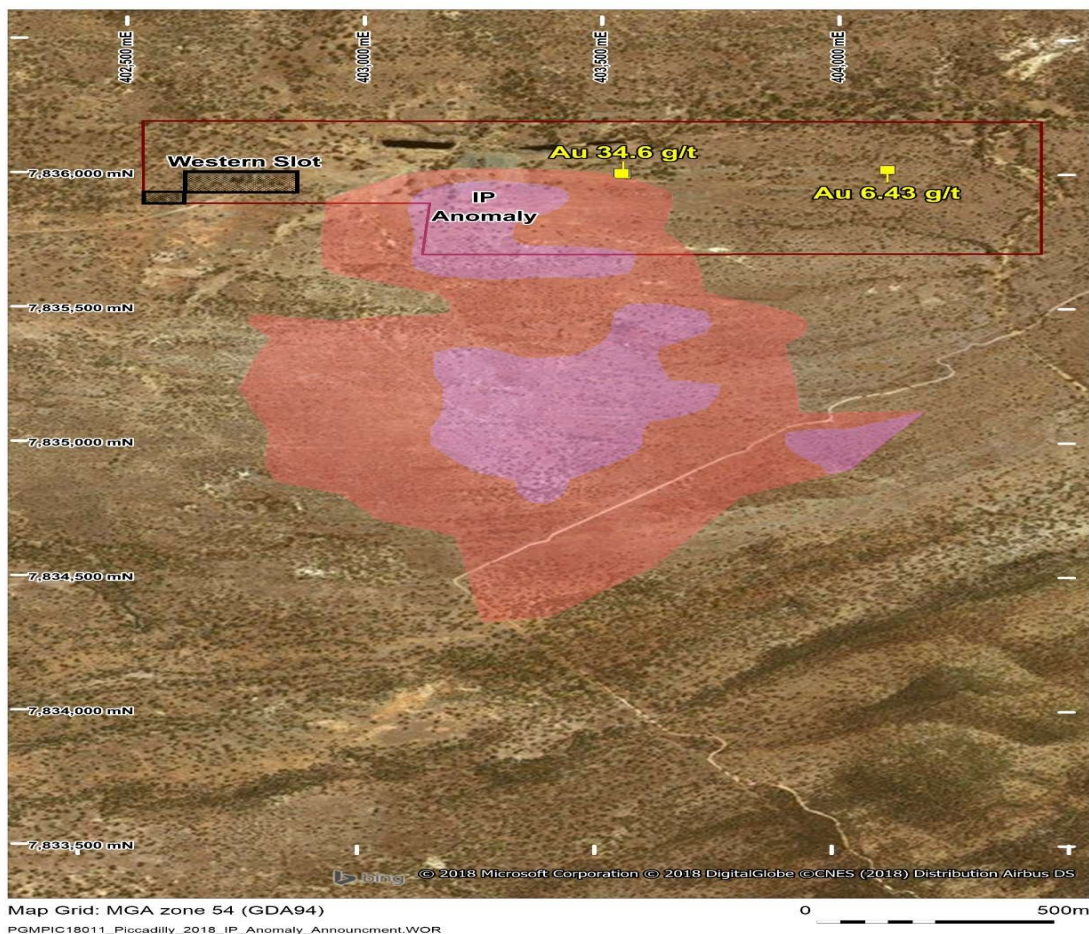 402,500 mE
403,000 mE
403,500 mE
404,000 mE
Western Slot
Au 34.6 g/t
7,836,000 mN
Au 6.43 g/t
IP
Anomaly
7,835,500 mN
7,835,000 mN
7,834,500 mN
7,834,000 mN
7,833,500 mN
bing © 2018 Microsoft Corporation © 2018 DigitalGlobe ©CNES (2018) Distribution Airbus DS
Map Grid: MGA zone 54 (GDA94)
0 500m
PGMPIC18011_Piccadilly_2018_IP_Anomaly_Announcment.WOR